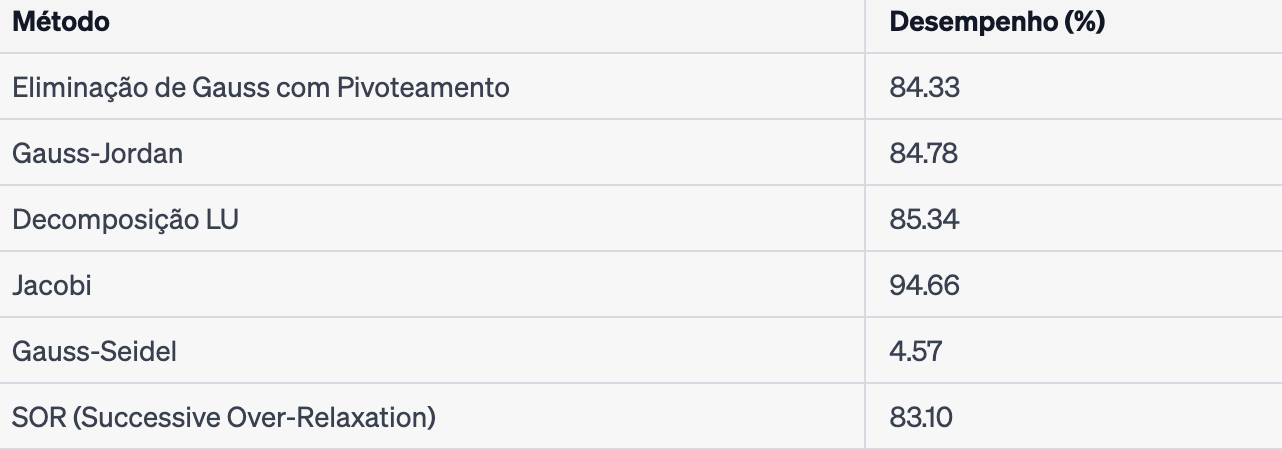 Método Desempenho (%)
Eliminação de Gauss com Pivoteamento 84.33
Gauss-Jordan 84.78
Decomposição LU 85.34
Jacobi 94.66
Gauss-Seidel 4.57
SOR (Successive Over-Relaxation) 83.10